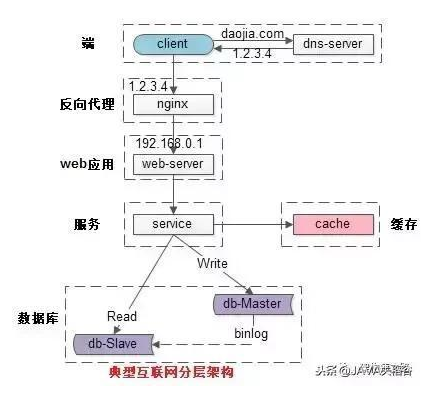 端
client
daojia.com
1.2.3.4
dns-server
反向代理
1.2.3.4
nginx
web应用
192.168.0.1
web-server
服务
service
cache
缓存
Write
数据库
Read
db-Master
binlog
db-Slave
典型互联网分层架构
头条@JAVA